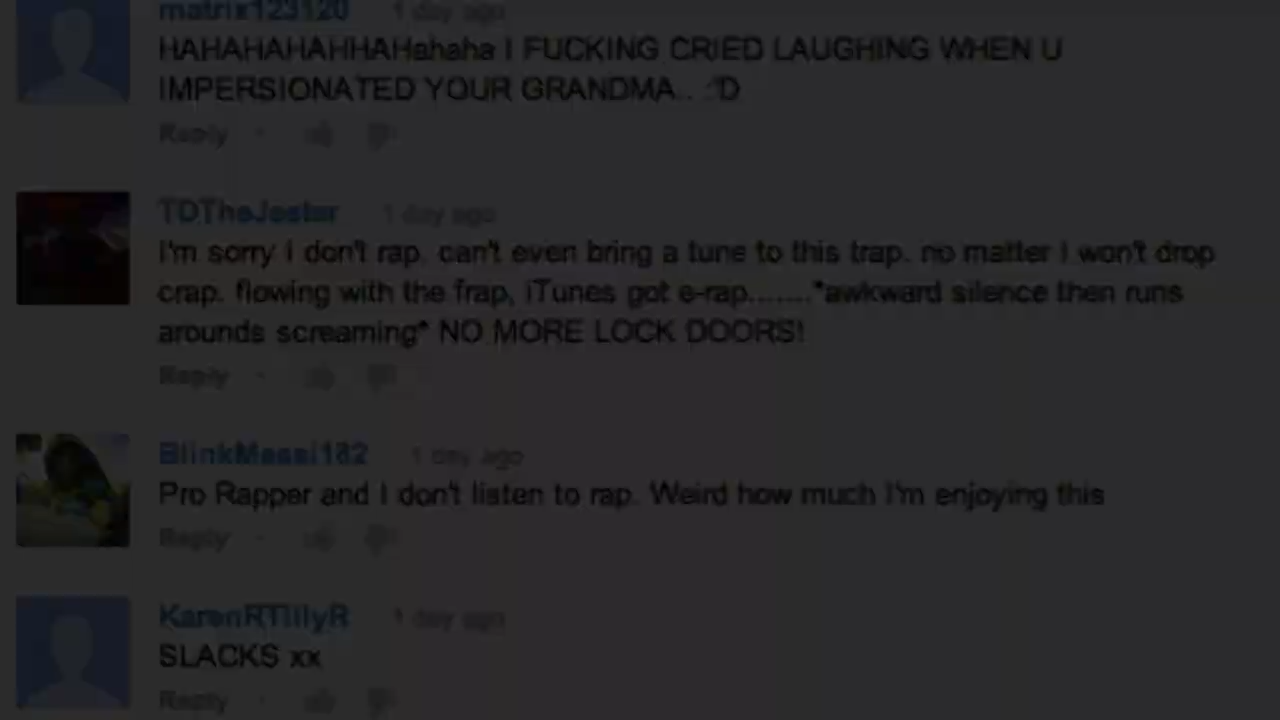 matrix123120 1 day ago
HAHAHAHAHHAHahaha I FUCKING CRIED LAUGHING WHEN U
IMPERSIONATED YOUR GRANDMA.. :'D
Reply ·
TDTheJester 1 day ago
I'm sorry i don't rap. can't even bring a tune to this trap. no matter I won't drop
crap. flowing with the frap, iTunes got e-rap.......*awkward silence then runs
arounds screaming* NO MORE LOCK DOORS!
Reply ·
BlinkMessi182 1 day ago
Pro Rapper and I don't listen to rap. Weird how much I'm enjoying this
Reply ·
KarenRTillyR 1 day ago
SLACKS xx
Reply ·